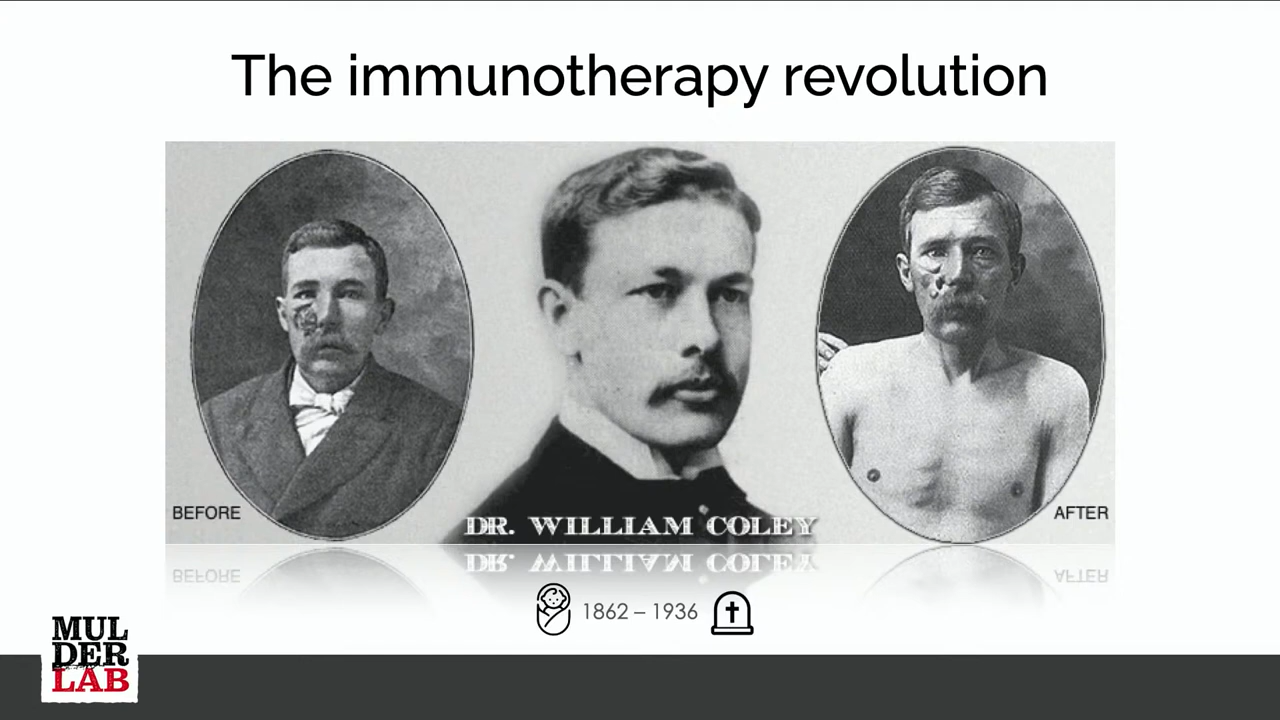 The immunotherapy revolution
BEFORE
AFTER
DR. WILLIAM COLEY
1862 – 1936
MUL
DER
LAB